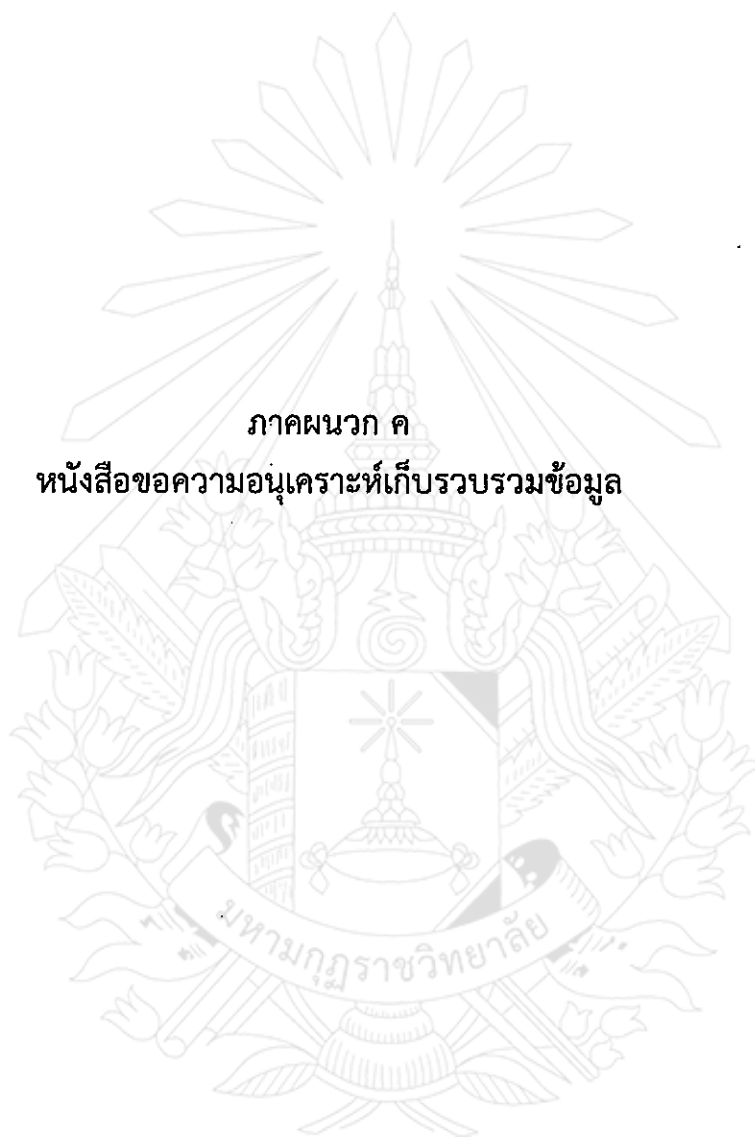 ภาคผนวก ค
หนังสือขอความอนุเคราะห์เก็บรวบรวมข้อมูล
มหามกุฏราชวิทยาลัย